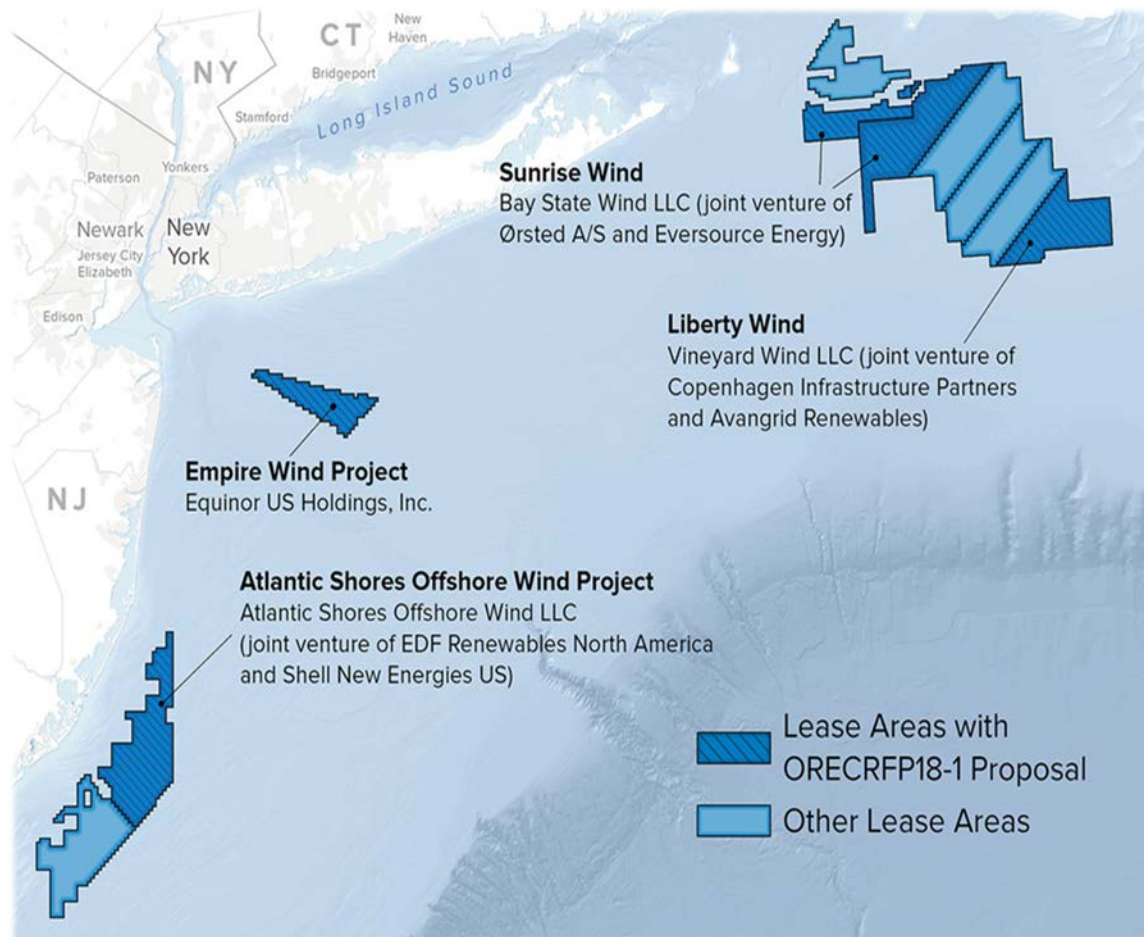 CT
New
Haven
NY
Bridgeport
Long Island Sound
Stamford
Yonkers
Paterson
Newark
New
York
Jersey City
Elizabeth
Edison
NJ
Sunrise Wind
Bay State Wind LLC (joint venture of
Ørsted A/S and Eversource Energy)
Liberty Wind
Vineyard Wind LLC (joint venture of
Copenhagen Infrastructure Partners
and Avangrid Renewables)
Empire Wind Project
Equinor US Holdings, Inc.
Atlantic Shores Offshore Wind Project
Atlantic Shores Offshore Wind LLC
(joint venture of EDF Renewables North America
and Shell New Energies US)
Lease Areas with
ORECRFP18-1 Proposal
Other Lease Areas